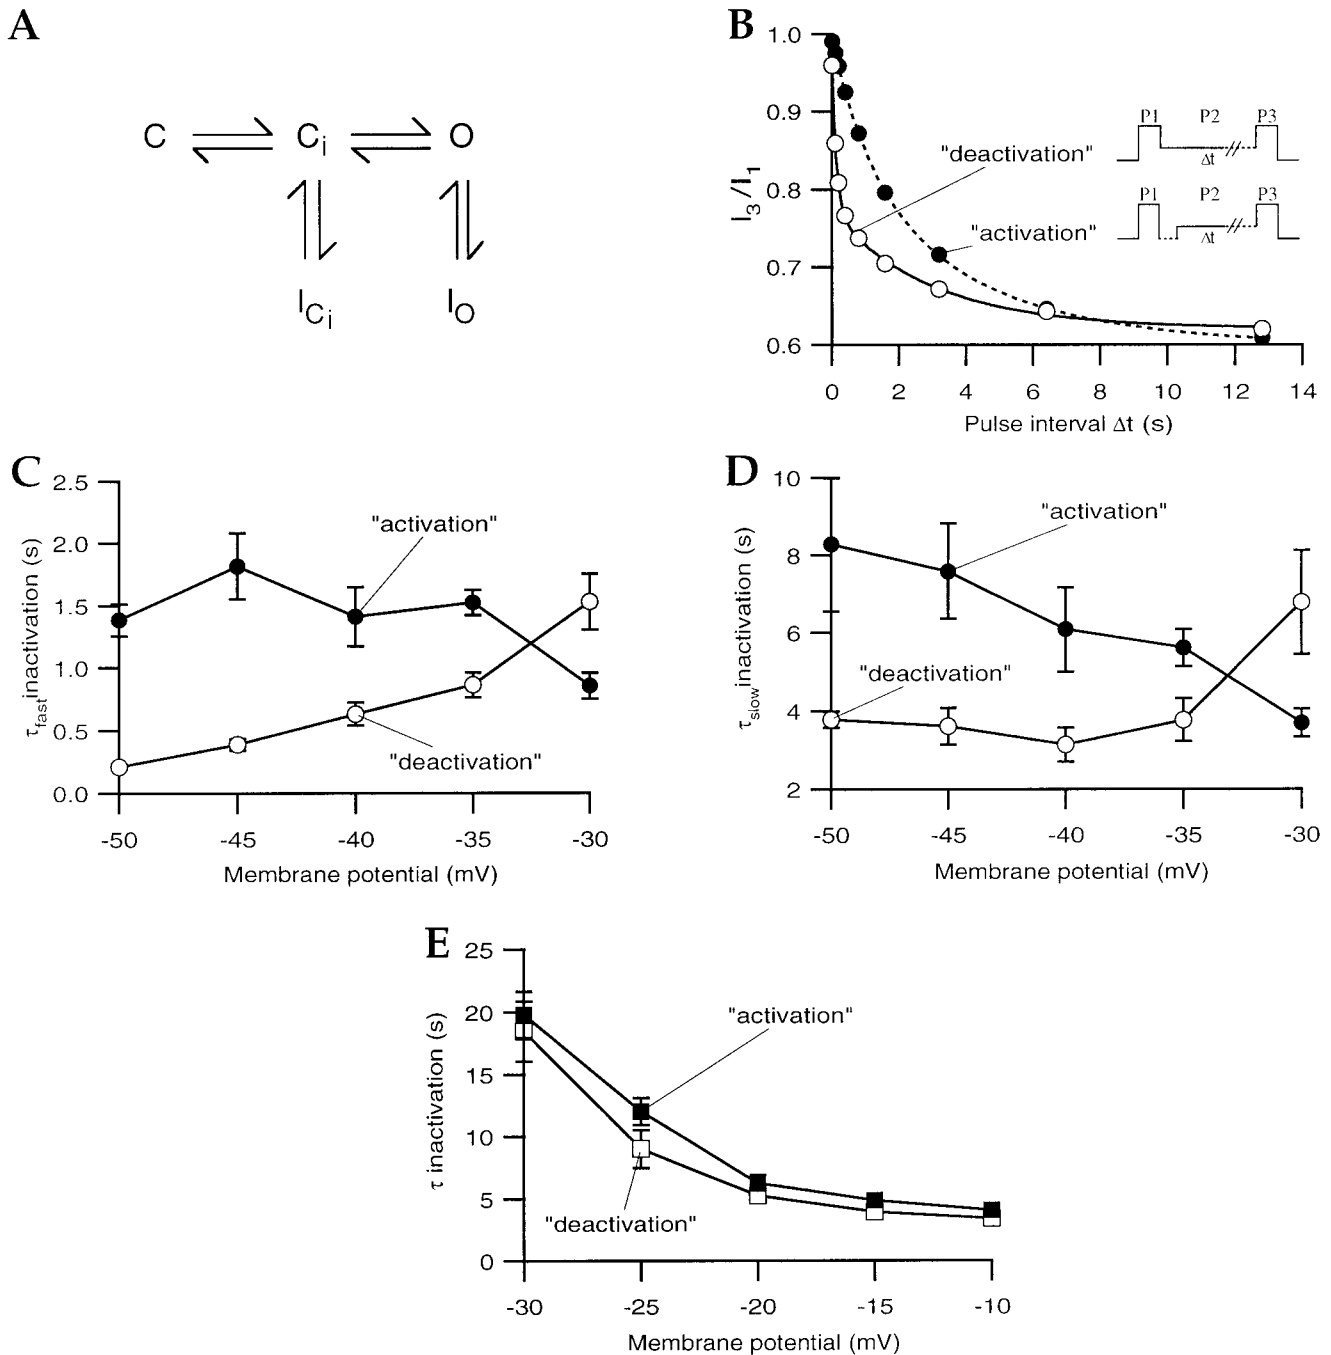 A
C Ci O
ICi IO
B
1.0
0.9
0.8
0.7
0.6
I3/I1
"deactivation"
"activation"
P1 P2 P3
Δt
P1 P2 P3
Δt
0 2 4 6 8 10 12 14
Pulse interval Δt (s)
C
2.5
2.0
1.5
1.0
0.5
0.0
τfast inactivation (s)
"activation"
"deactivation"
-50 -45 -40 -35 -30
Membrane potential (mV)
D
10
8
6
4
2
τslow inactivation (s)
"activation"
"deactivation"
-50 -45 -40 -35 -30
Membrane potential (mV)
E
25
20
15
10
5
0
τ inactivation (s)
"activation"
"deactivation"
-30 -25 -20 -15 -10
Membrane potential (mV)